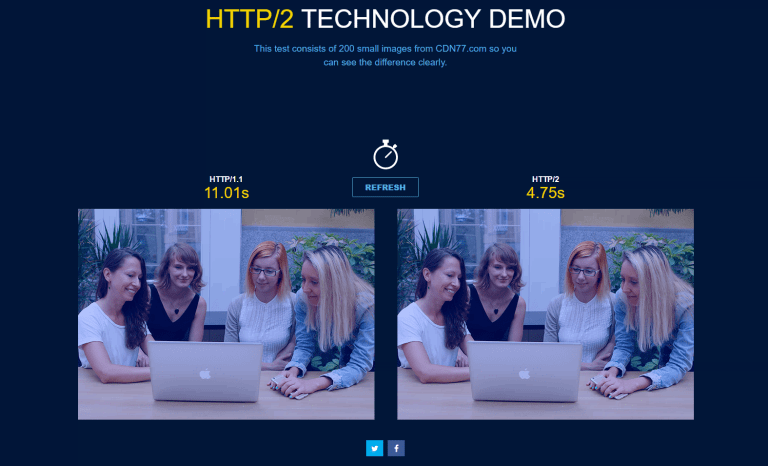 HTTP/2 TECHNOLOGY DEMO
This test consists of 200 small images from CDN77.com so you
can see the difference clearly.
HTTP/1.1
11.01s
REFRESH
HTTP/2
4.75s